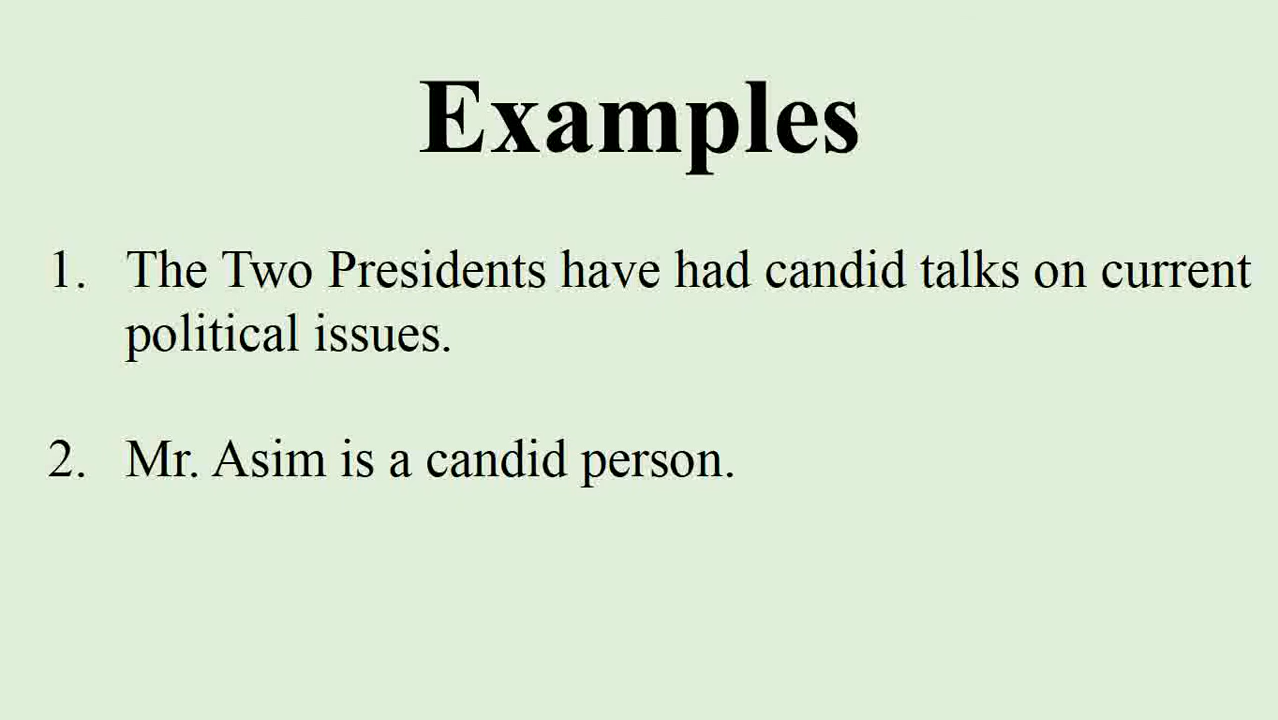 Examples
1. The Two Presidents have had candid talks on current
political issues.
2. Mr. Asim is a candid person.